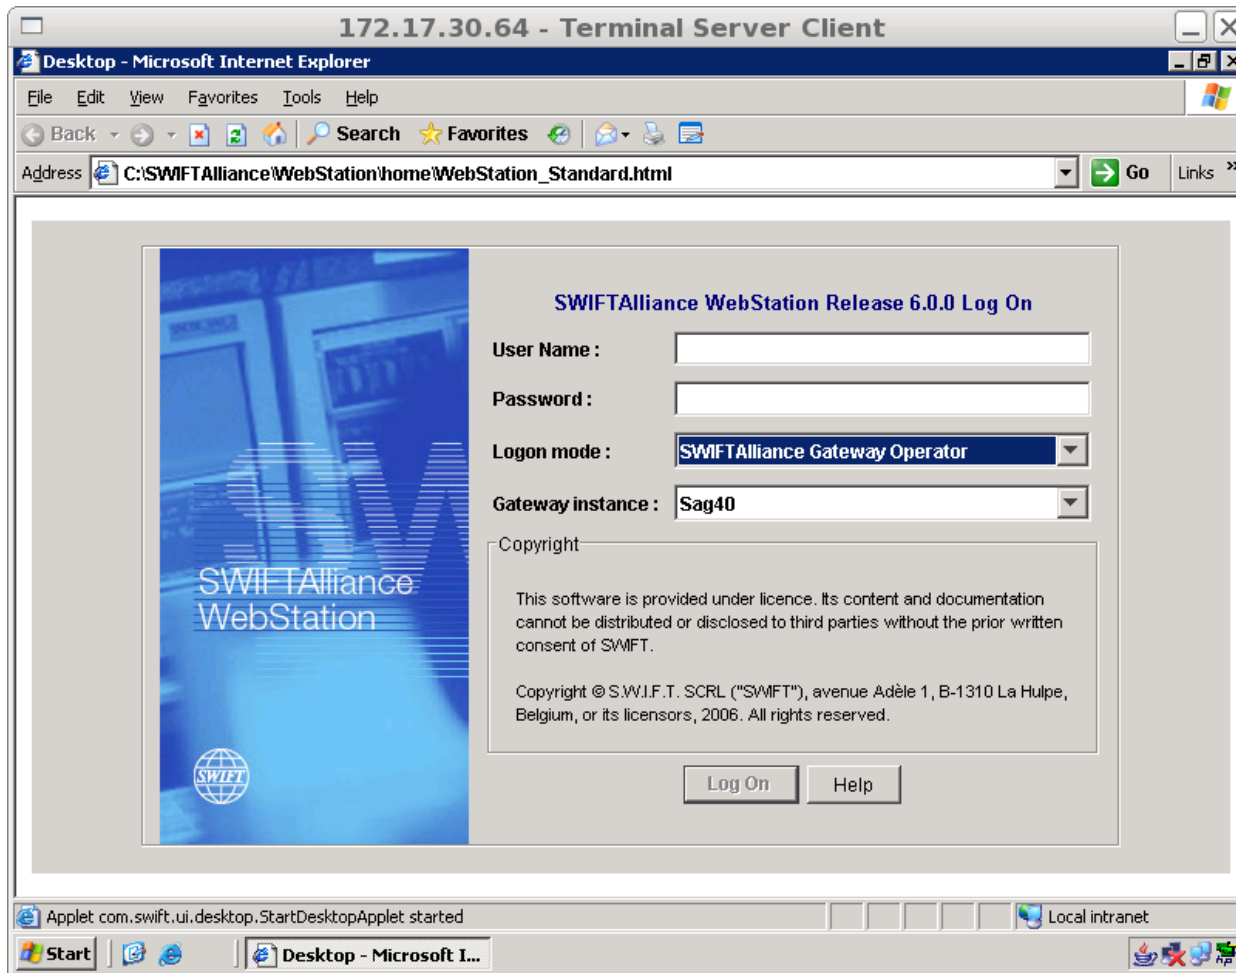 172.17.30.64 - Terminal Server Client
Desktop - Microsoft Internet Explorer
File Edit View Favorites Tools Help
Back Search Favorites
Address C:\SWIFTAlliance\WebStation\home\WebStation_Standard.html Go Links »
SWIFTAlliance WebStation Release 6.0.0 Log On
User Name :
Password :
Logon mode : SWIFTAlliance Gateway Operator
Gateway instance : Sag40
SW
SWIFTAlliance
WebStation
SWIFT
Copyright
This software is provided under licence. Its content and documentation
cannot be distributed or disclosed to third parties without the prior written
consent of SWIFT.
Copyright © S.W.I.F.T. SCRL ("SWIFT"), avenue Adèle 1, B-1310 La Hulpe,
Belgium, or its licensors, 2006. All rights reserved.
Log On Help
Applet com.swift.ui.desktop.StartDesktopApplet started Local intranet
Start Desktop - Microsoft I...